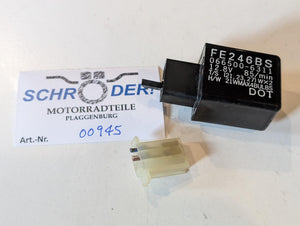 SCHRÖDER!
MOTORRADTEILE
PLAGGENBURG
Art.-Nr. 00945
FE246BS
066500-6311
12.8V 85/min
DOT